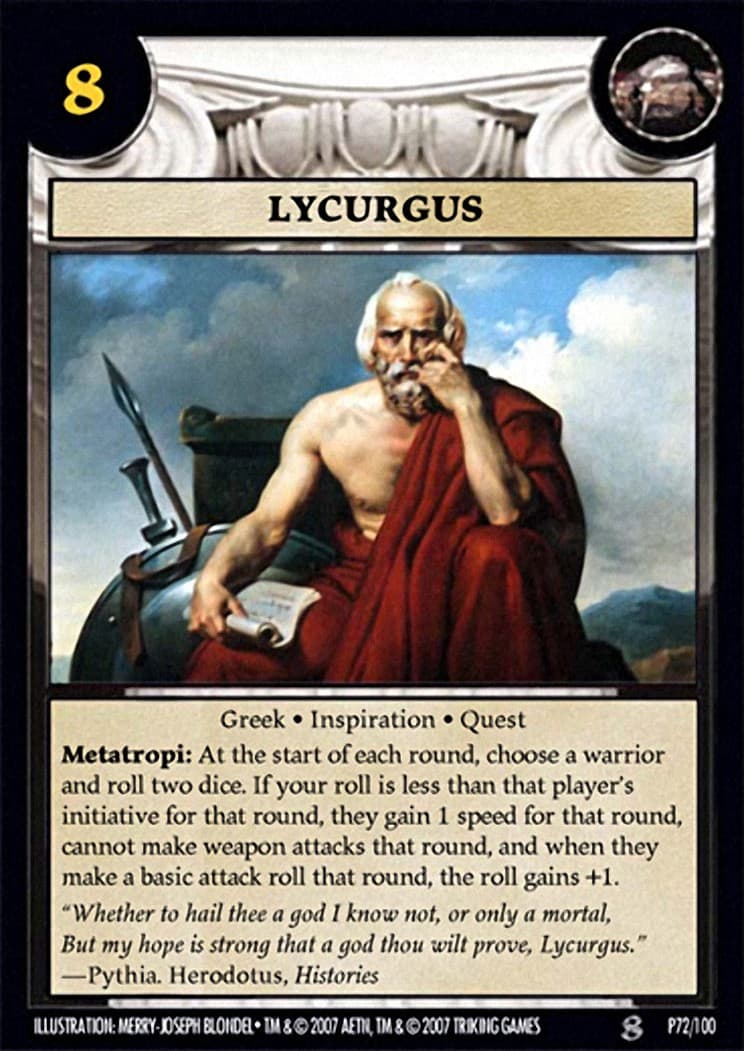 8
LYCURGUS
Greek • Inspiration • Quest
Metatropi: At the start of each round, choose a warrior
and roll two dice. If your roll is less than that player's
initiative for that round, they gain 1 speed for that round,
cannot make weapon attacks that round, and when they
make a basic attack roll that round, the roll gains +1.
“Whether to hail thee a god I know not, or only a mortal,
But my hope is strong that a god thou wilt prove, Lycurgus.”
—Pythia. Herodotus, Histories
ILLUSTRATION: MERRY-JOSEPH BLONDEL • TM & © 2007 AETN, TM & © 2007 TRIKING GAMES P72/100